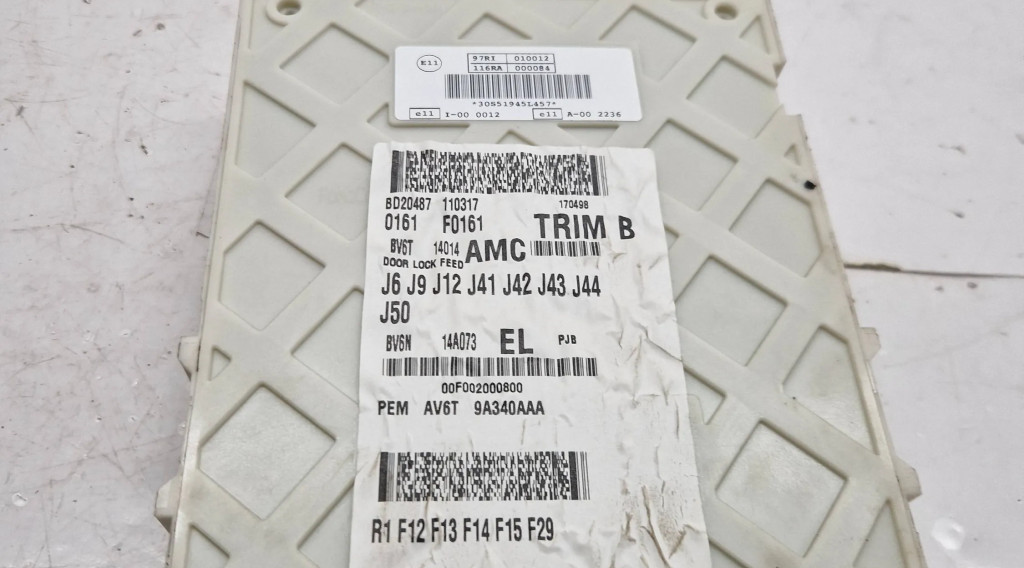 E11 97RI 010012
116RA 000084
*30S51945L457*
e11 I-00 0012 e11 A-00 2236
BD20487 110317 170498
0161 F0161 TRIM B
BV6T 14014 AMC
DOOR LOCK FEED
J6 J9 J12 J41 J42 J43 J44
J50
BV6N 14A073 EL PJB
00F002000800
PEM AV6T 9A340AAA
R1 F12 F13 F14 F15 F29